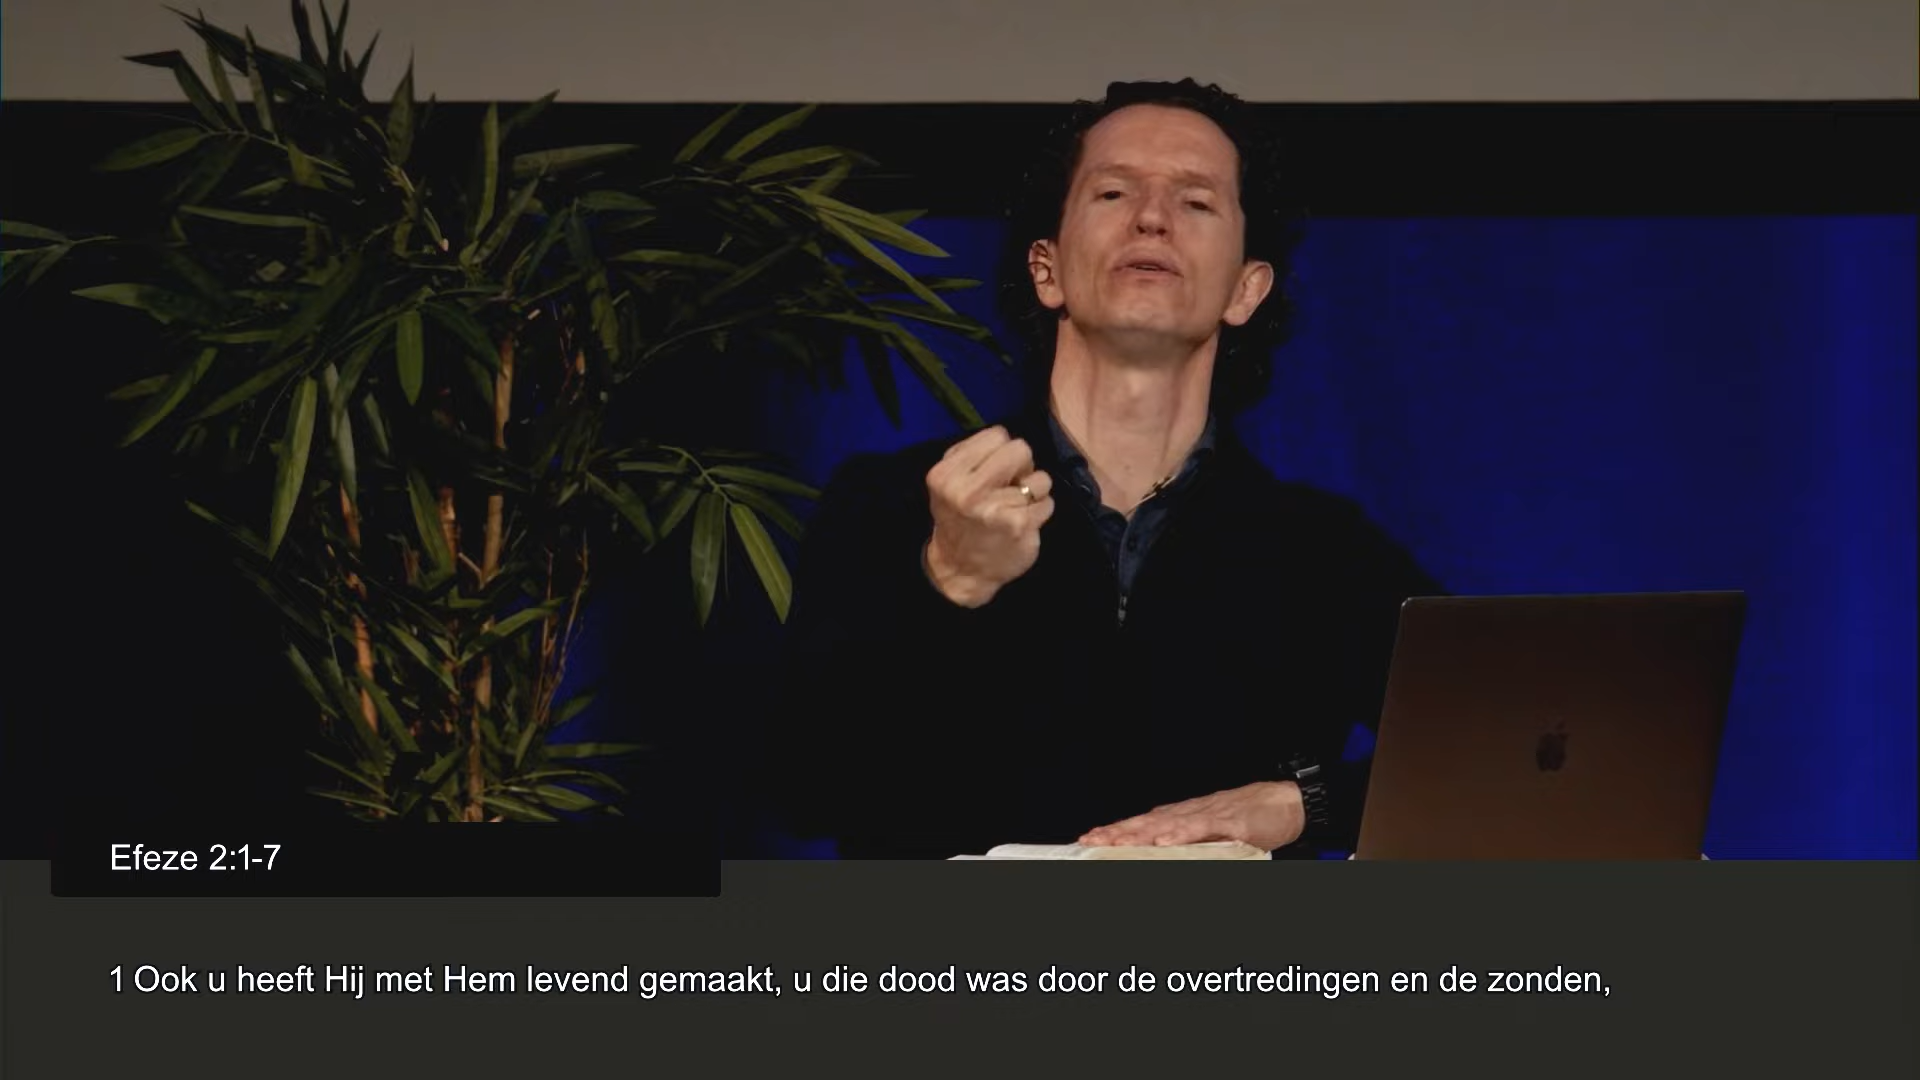 Efeze 2:1-7
1 Ook u heeft Hij met Hem levend gemaakt, u die dood was door de overtredingen en de zonden,